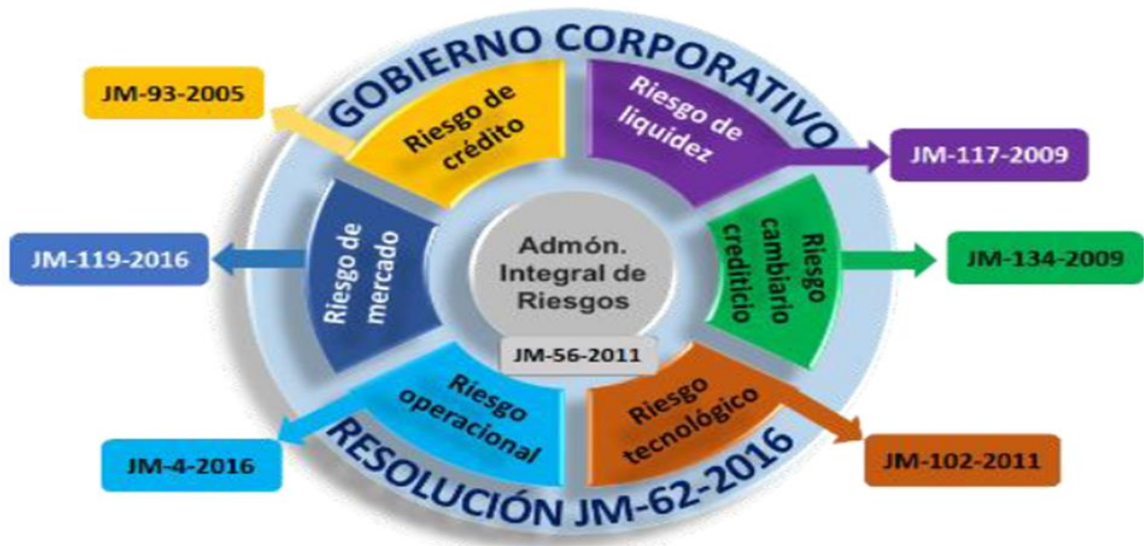 GOBIERNO CORPORATIVO
JM-93-2005
Riesgo de
crédito
Riesgo de
liquidez
JM-117-2009
JM-119-2016
Riesgo de
mercado
Admón.
Integral de
Riesgos
JM-56-2011
Riesgo
cambiario
crediticio
JM-134-2009
JM-4-2016
Riesgo
operacional
Riesgo
tecnológico
JM-102-2011
RESOLUCIÓN JM-62-2016